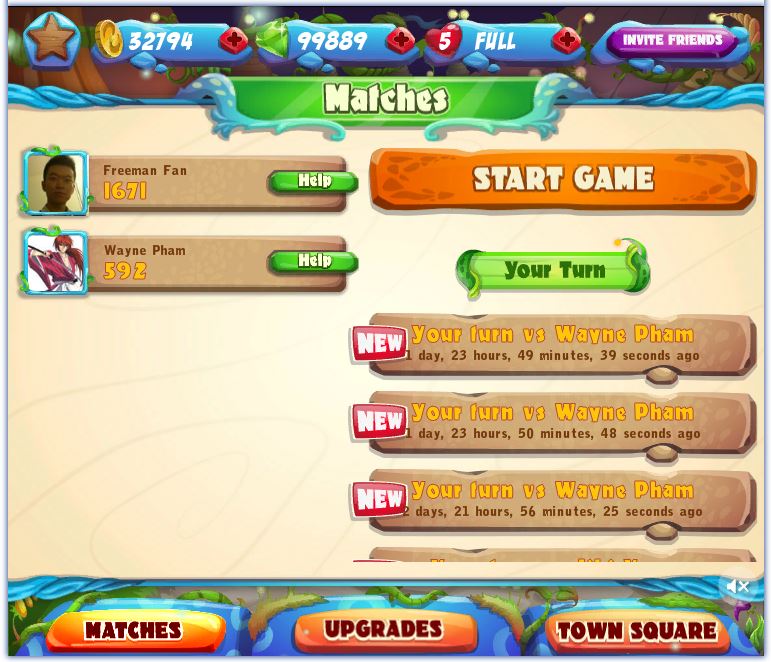 32794
99889
5 FULL
INVITE FRIENDS
Matches
Freeman Fan
1671
Help
Wayne Pham
592
Help
START GAME
Your Turn
NEW
Your turn vs Wayne Pham
1 day, 23 hours, 49 minutes, 39 seconds ago
NEW
Your turn vs Wayne Pham
1 day, 23 hours, 50 minutes, 48 seconds ago
NEW
Your turn vs Wayne Pham
2 days, 21 hours, 56 minutes, 25 seconds ago
MATCHES
UPGRADES
TOWN SQUARE